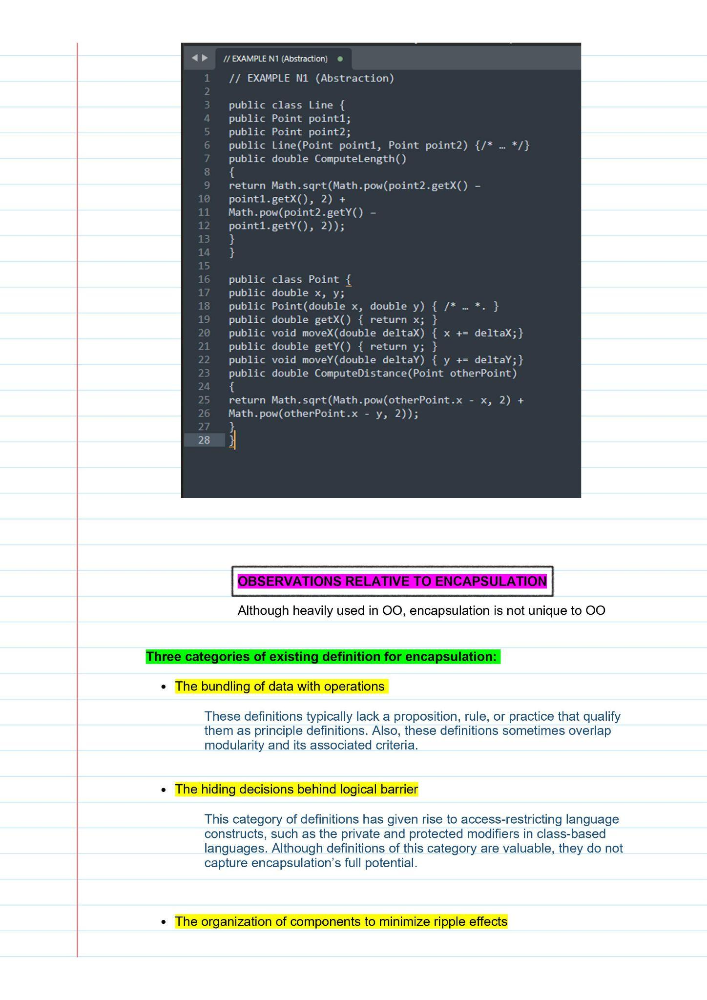 // EXAMPLE N1 (Abstraction)
1 // EXAMPLE N1 (Abstraction)
2
3 public class Line {
4 public Point point1;
5 public Point point2;
6 public Line(Point point1, Point point2) {/* … */}
7 public double ComputeLength()
8 {
9 return Math.sqrt(Math.pow(point2.getX() –
10 point1.getX(), 2) +
11 Math.pow(point2.getY() –
12 point1.getY(), 2));
13 }
14 }
15
16 public class Point {
17 public double x, y;
18 public Point(double x, double y) { /* … *. }
19 public double getX() { return x; }
20 public void moveX(double deltaX) { x += deltaX;}
21 public double getY() { return y; }
22 public void moveY(double deltaY) { y += deltaY;}
23 public double ComputeDistance(Point otherPoint)
24 {
25 return Math.sqrt(Math.pow(otherPoint.x - x, 2) +
26 Math.pow(otherPoint.x - y, 2));
27 }
28 }
OBSERVATIONS RELATIVE TO ENCAPSULATION
Although heavily used in OO, encapsulation is not unique to OO
Three categories of existing definition for encapsulation:
• The bundling of data with operations
These definitions typically lack a proposition, rule, or practice that qualify
them as principle definitions. Also, these definitions sometimes overlap
modularity and its associated criteria.
• The hiding decisions behind logical barrier
This category of definitions has given rise to access-restricting language
constructs, such as the private and protected modifiers in class-based
languages. Although definitions of this category are valuable, they do not
capture encapsulation’s full potential.
• The organization of components to minimize ripple effects